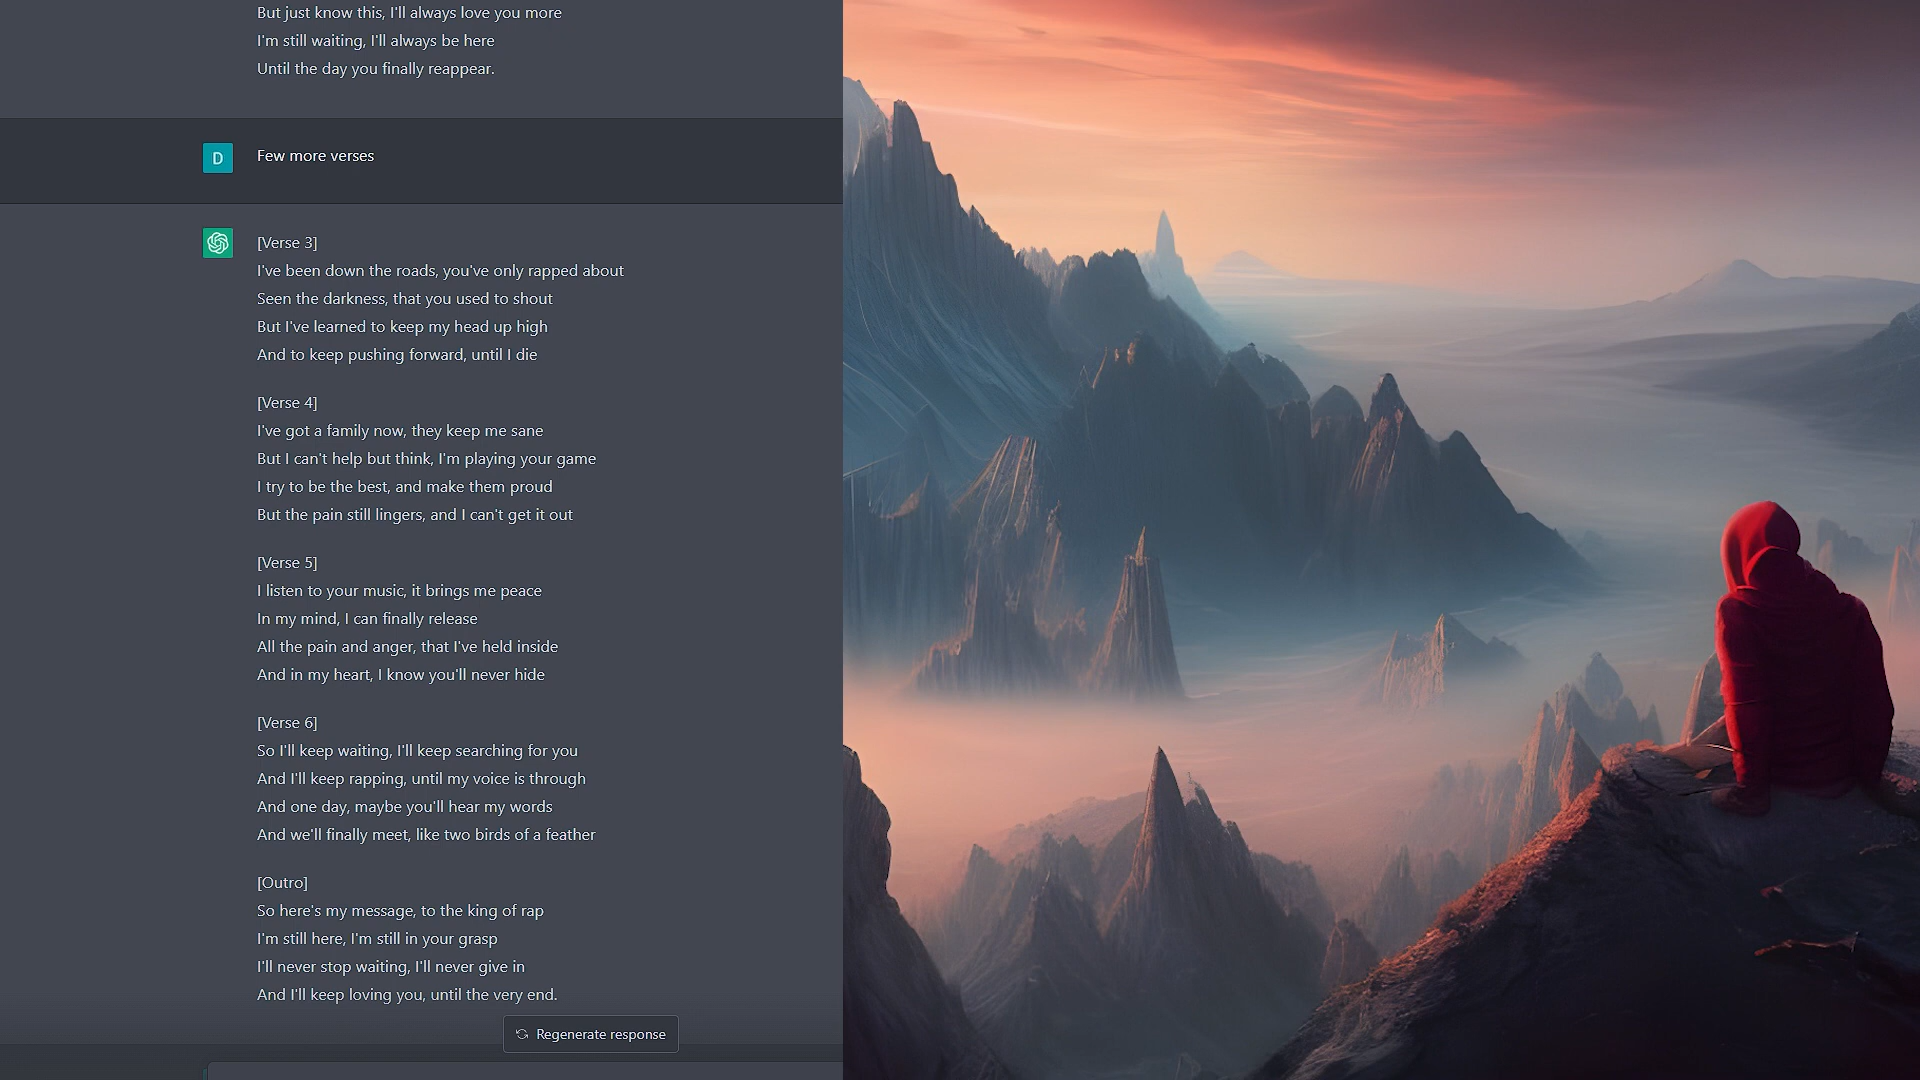 But just know this, I'll always love you more
I'm still waiting, I'll always be here
Until the day you finally reappear.
D
Few more verses
[Verse 3]
I've been down the roads, you've only rapped about
Seen the darkness, that you used to shout
But I've learned to keep my head up high
And to keep pushing forward, until I die
[Verse 4]
I've got a family now, they keep me sane
But I can't help but think, I'm playing your game
I try to be the best, and make them proud
But the pain still lingers, and I can't get it out
[Verse 5]
I listen to your music, it brings me peace
In my mind, I can finally release
All the pain and anger, that I've held inside
And in my heart, I know you'll never hide
[Verse 6]
So I'll keep waiting, I'll keep searching for you
And I'll keep rapping, until my voice is through
And one day, maybe you'll hear my words
And we'll finally meet, like two birds of a feather
[Outro]
So here's my message, to the king of rap
I'm still here, I'm still in your grasp
I'll never stop waiting, I'll never give in
And I'll keep loving you, until the very end.
Regenerate response